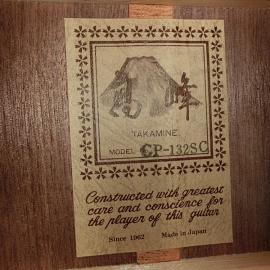 高峰
TAKAMINE
MODEL CP-132SC
Constructed with greatest
care and conscience for
the player of this guitar
Since 1962 Made in Japan